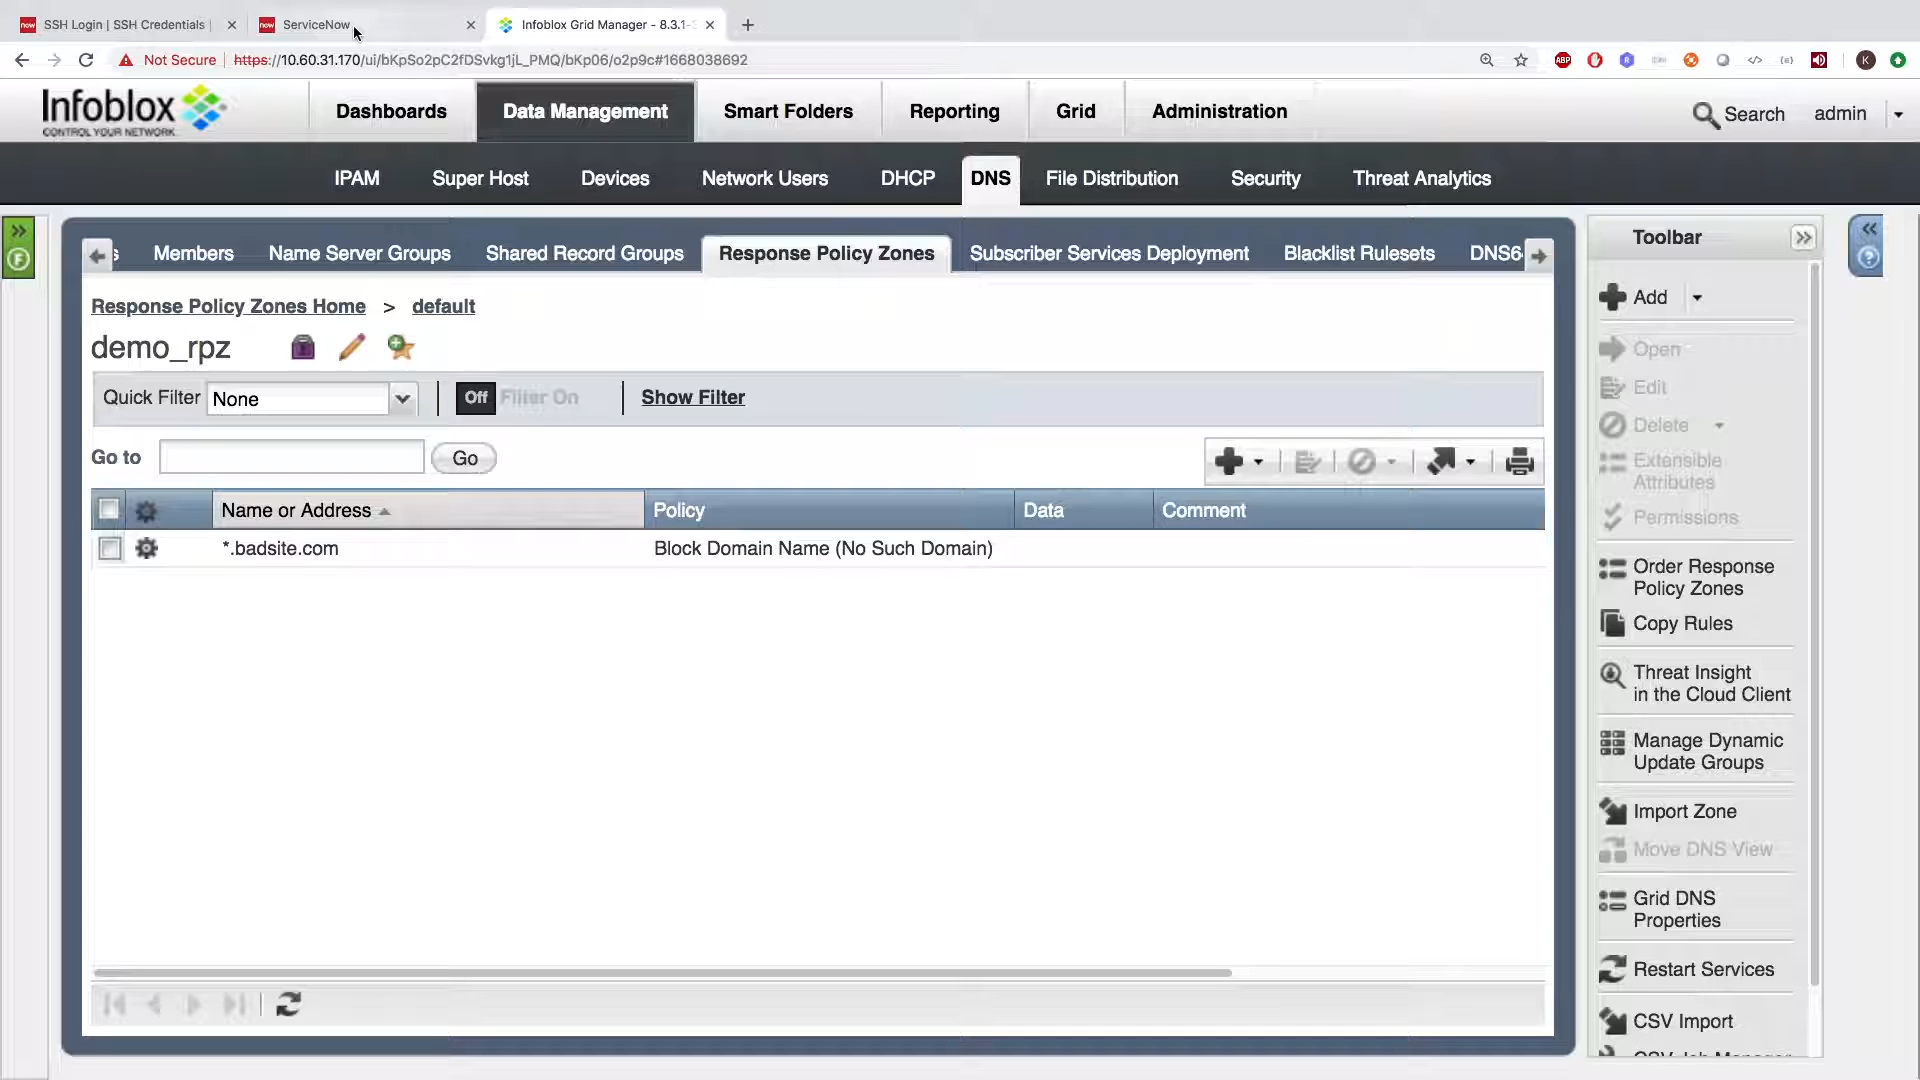 SSH Login | SSH Credentials |
ServiceNow
Infoblox Grid Manager - 8.3.1-
Not Secure
https://10.60.31.170/ui/bKpSo2pC2fDSvkg1jL_PMQ/bKp06/o2p9c#1668038692
ABP
K
Infoblox
CONTROL YOUR NETWORK
Dashboards
Data Management
Smart Folders
Reporting
Grid
Administration
Search
admin
IPAM
Super Host
Devices
Network Users
DHCP
DNS
File Distribution
Security
Threat Analytics
Members
Name Server Groups
Shared Record Groups
Response Policy Zones
Subscriber Services Deployment
Blacklist Rulesets
DNS6
Response Policy Zones Home > default
demo_rpz
Quick Filter None
Off Filter On
Show Filter
Go to
Go
Name or Address
Policy
Data
Comment
*.badsite.com
Block Domain Name (No Such Domain)
Toolbar
Add
Open
Edit
Delete
Extensible
Attributes
Permissions
Order Response
Policy Zones
Copy Rules
Threat Insight
in the Cloud Client
Manage Dynamic
Update Groups
Import Zone
Move DNS View
Grid DNS
Properties
Restart Services
CSV Import
CSV Job Manager